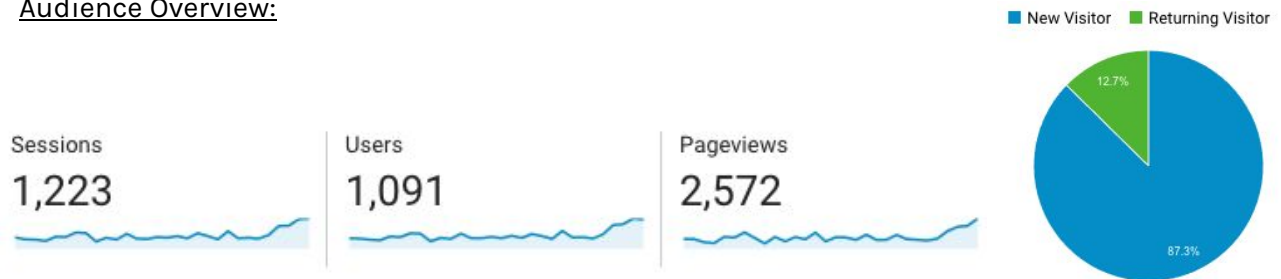 Audience Overview:
New Visitor Returning Visitor
12.7%
Sessions Users Pageviews
1,223 1,091 2,572
87.3%